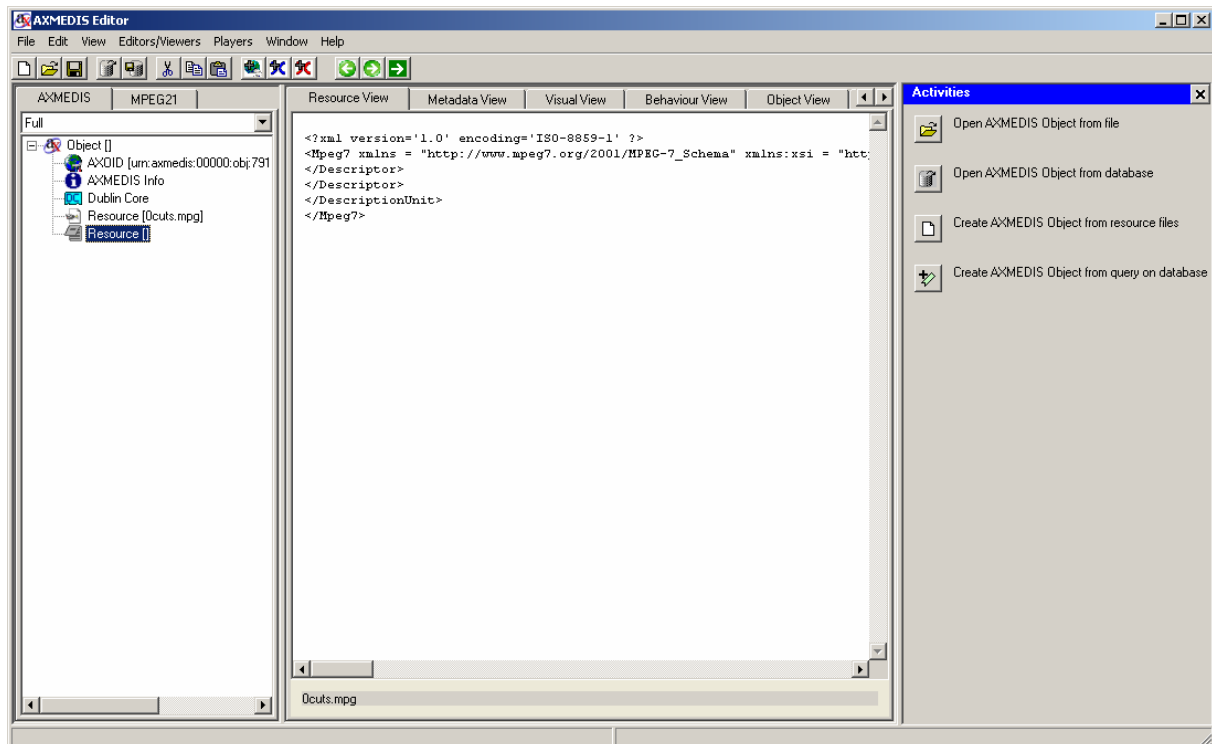 AXMEDIS Editor
File Edit View Editors/Viewers Players Window Help
AXMEDIS MPEG21
Full
Object []
AXOID [urn:axmedis:00000:obj:791
AXMEDIS Info
Dublin Core
Resource [0cuts.mpg]
Resource []
Resource View Metadata View Visual View Behaviour View Object View
<?xml version='1.0' encoding='ISO-8859-1' ?>
<Mpeg7 xmlns = "http://www.mpeg7.org/2001/MPEG-7_Schema" xmlns:xsi = "htt
</Descriptor>
</Descriptor>
</DescriptionUnit>
</Mpeg7>
0cuts.mpg
Activities
Open AXMEDIS Object from file
Open AXMEDIS Object from database
Create AXMEDIS Object from resource files
Create AXMEDIS Object from query on database